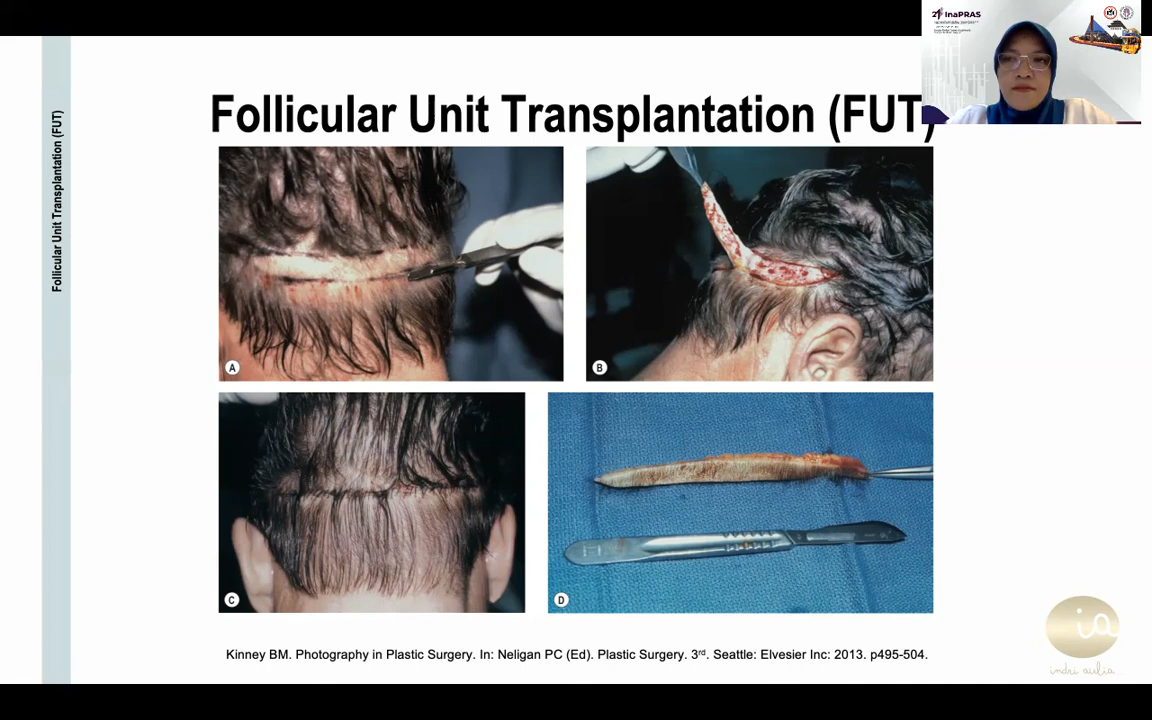 InaPRAS
Follicular Unit Transplantation (FUT)
Follicular Unit Transplantation (FUT)
A
B
C
D
Kinney BM. Photography in Plastic Surgery. In: Neligan PC (Ed). Plastic Surgery. 3rd. Seattle: Elvesier Inc: 2013. p495-504.
ia
indri aulia